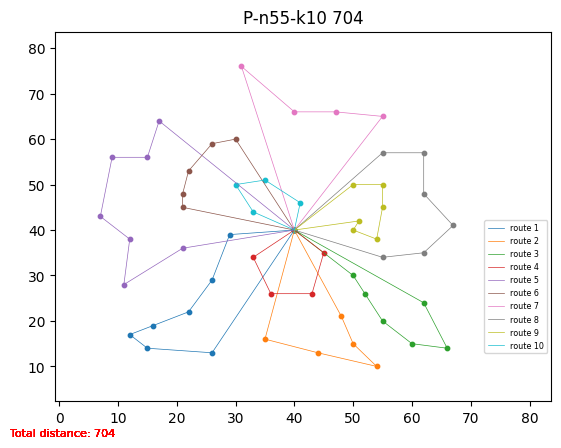 P-n55-k10 704
80
70
60
50
40
30
20
10
0 10 20 30 40 50 60 70 80
route 1
route 2
route 3
route 4
route 5
route 6
route 7
route 8
route 9
route 10
Total distance: 704